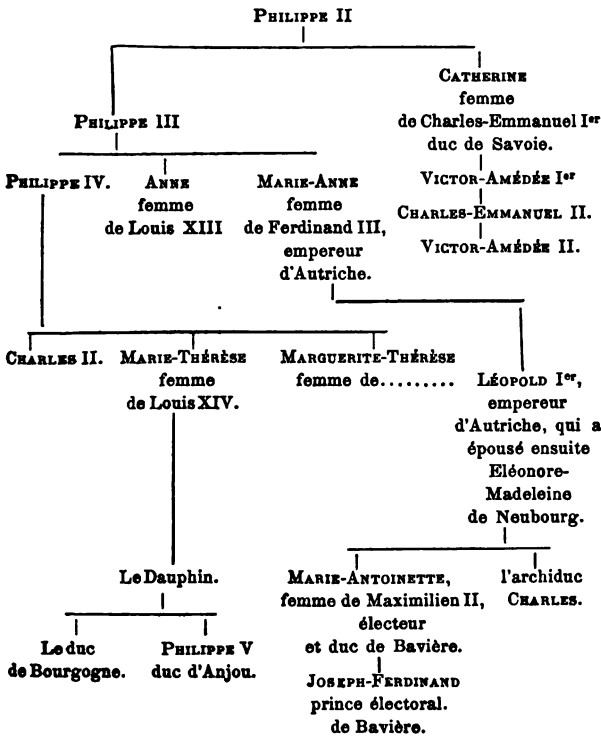 PHILIPPE II
CATHERINE
femme
de Charles-Emmanuel Ier
duc de Savoie.
PHILIPPE III
VICTOR-AMÉDÉE Ier
CHARLES-EMMANUEL II.
VICTOR-AMÉDÉE II.
PHILIPPE IV.
ANNE
femme
de Louis XIII
MARIE-ANNE
femme
de Ferdinand III,
empereur
d'Autriche.
CHARLES II.
MARIE-THÉRÈSE
femme
de Louis XIV.
MARGUERITE-THÉRÈSE
femme de.........
LÉOPOLD Ier,
empereur
d'Autriche, qui a
épousé ensuite
Eléonore-
Madeleine
de Neubourg.
Le Dauphin.
MARIE-ANTOINETTE,
femme de Maximilien II,
électeur
et duc de Bavière.
l'archiduc
CHARLES.
Le duc
de Bourgogne.
PHILIPPE V
duc d'Anjou.
JOSEPH-FERDINAND
prince électoral.
de Bavière.